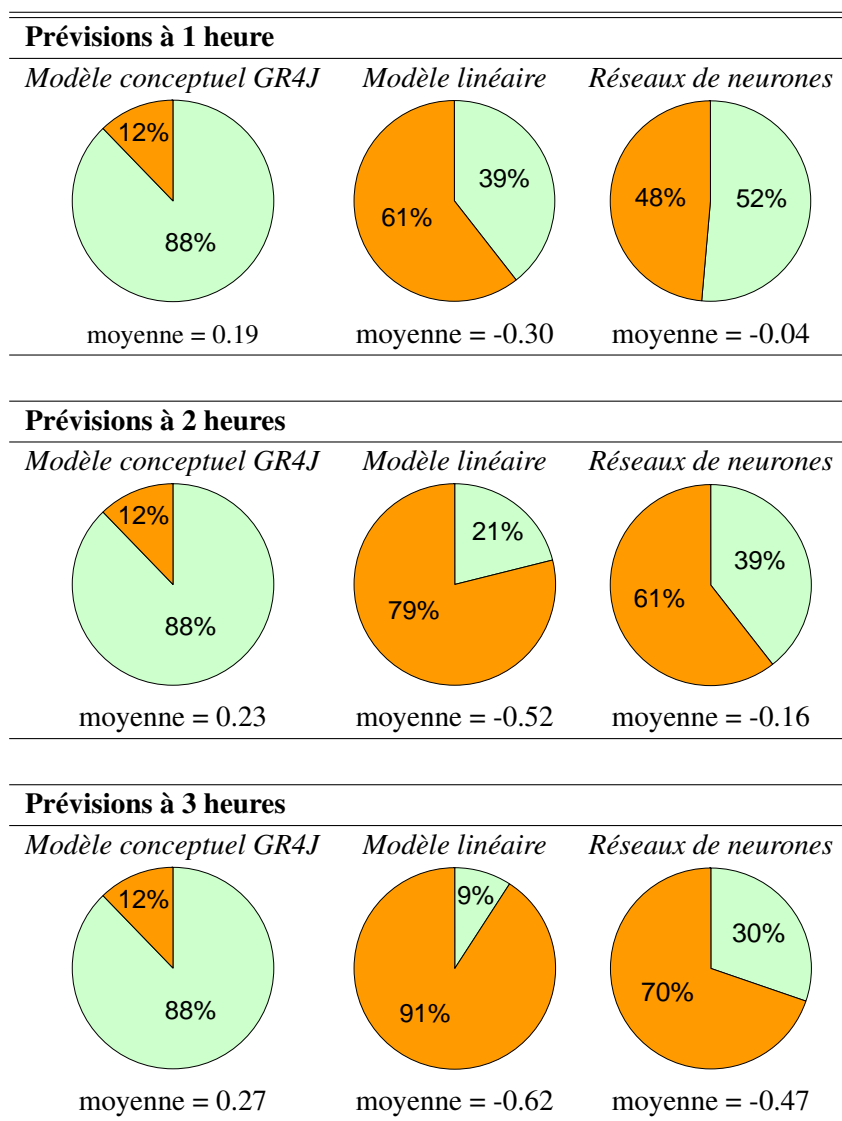 Prévisions à 1 heure
Modèle conceptuel GR4J Modèle linéaire Réseaux de neurones
12% 88% 61% 39% 48% 52%
moyenne = 0.19 moyenne = -0.30 moyenne = -0.04
Prévisions à 2 heures
Modèle conceptuel GR4J Modèle linéaire Réseaux de neurones
12% 88% 79% 21% 61% 39%
moyenne = 0.23 moyenne = -0.52 moyenne = -0.16
Prévisions à 3 heures
Modèle conceptuel GR4J Modèle linéaire Réseaux de neurones
12% 88% 91% 9% 70% 30%
moyenne = 0.27 moyenne = -0.62 moyenne = -0.47